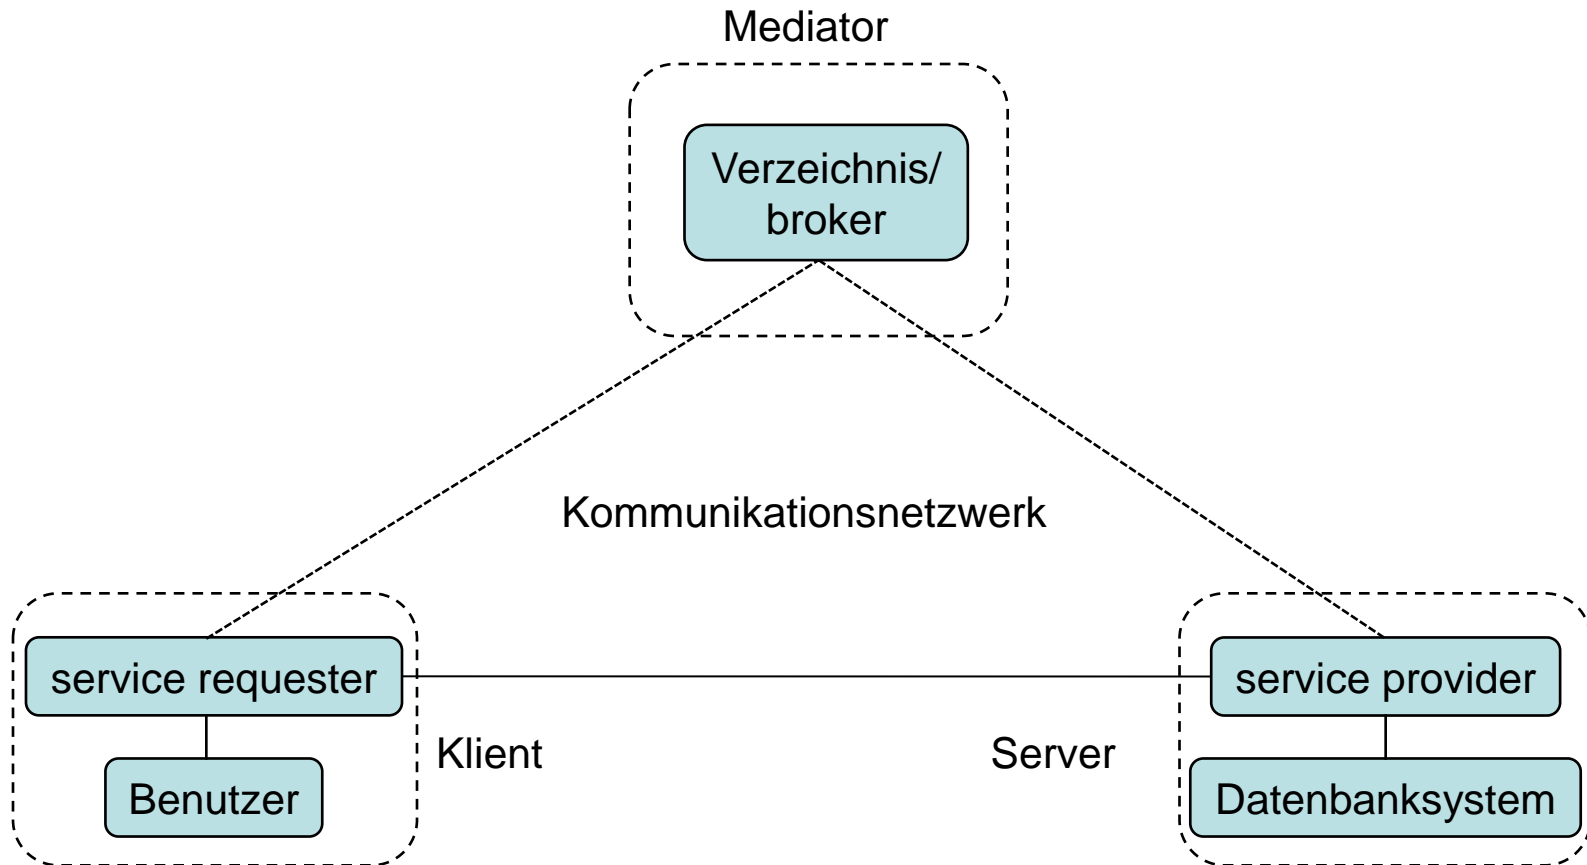 Mediator
Verzeichnis/
broker
Kommunikationsnetzwerk
service requester
service provider
Klient
Server
Benutzer
Datenbanksystem